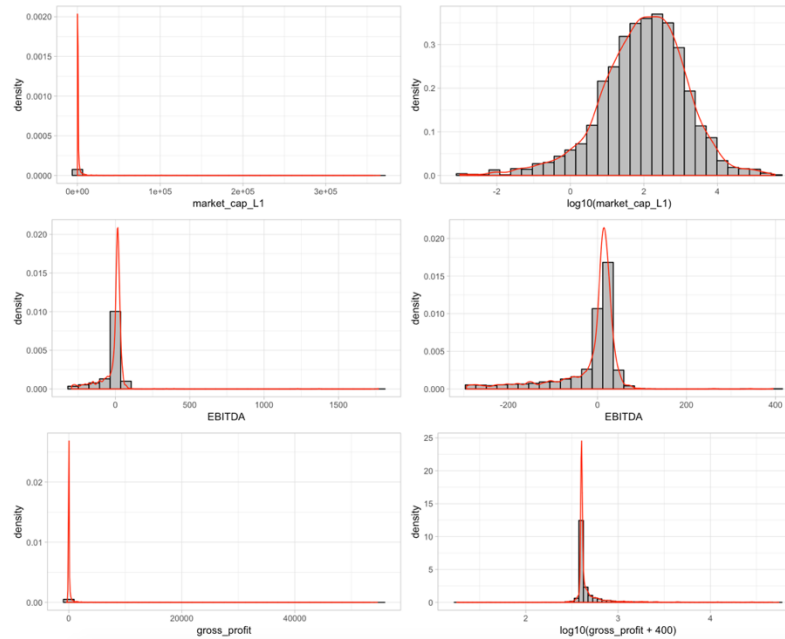 0.0020
0.0015
0.0010
0.0005
0.0000
density
0e+00 1e+05 2e+05 3e+05
market_cap_L1
0.3
0.2
0.1
0.0
density
-2 0 2 4
log10(market_cap_L1)
0.020
0.015
0.010
0.005
0.000
density
0 500 1000 1500
EBITDA
0.020
0.015
0.010
0.005
0.000
density
-200 0 200 400
EBITDA
0.02
0.01
0.00
density
0 20000 40000
gross_profit
25
20
15
10
5
0
density
2 3 4
log10(gross_profit + 400)